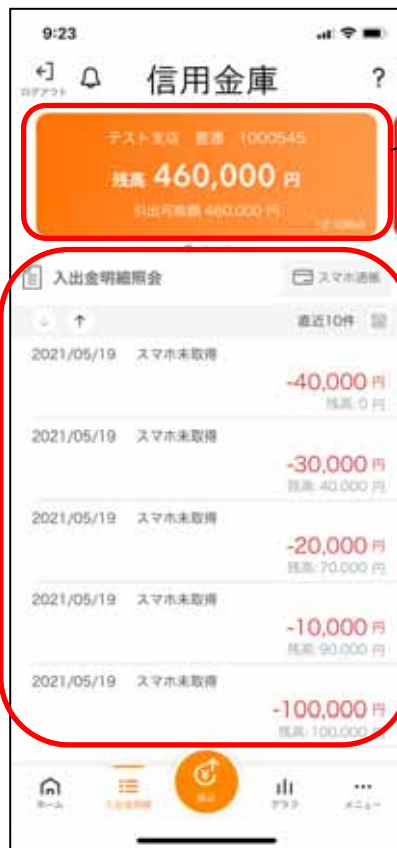 9:23
信用金庫
?
ログアウト
テスト支店 普通 1000545
残高 460,000 円
引出可能額 460,000 円
入出金明細照会
スマホ通帳
↓ ↑
直近10件
2021/05/19 スマホ未取得
-40,000 円
残高: 0 円
2021/05/19 スマホ未取得
-30,000 円
残高: 40,000 円
2021/05/19 スマホ未取得
-20,000 円
残高: 70,000 円
2021/05/19 スマホ未取得
-10,000 円
残高: 90,000 円
2021/05/19 スマホ未取得
-100,000 円
残高: 100,000 円
ホーム 入出金明細 振込 グラフ メニュー